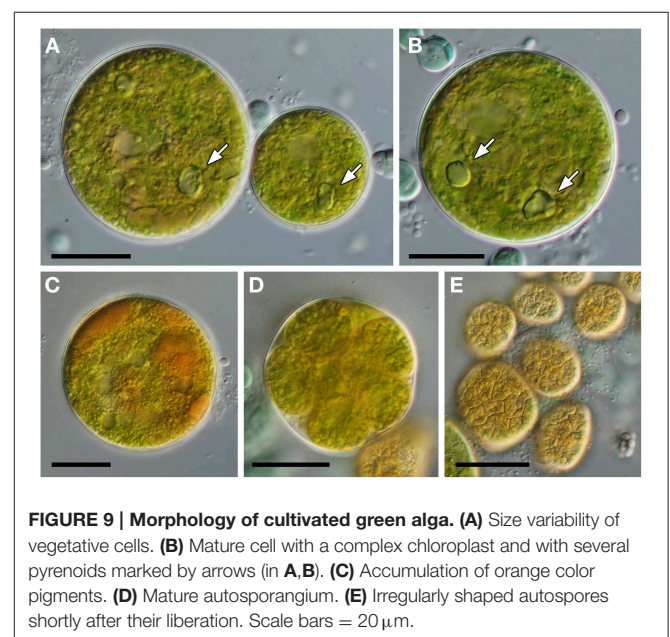 A
B
C
D
E
FIGURE 9 | Morphology of cultivated green alga. (A) Size variability of
vegetative cells. (B) Mature cell with a complex chloroplast and with several
pyrenoids marked by arrows (in A,B). (C) Accumulation of orange color
pigments. (D) Mature autosporangium. (E) Irregularly shaped autospores
shortly after their liberation. Scale bars = 20 μm.